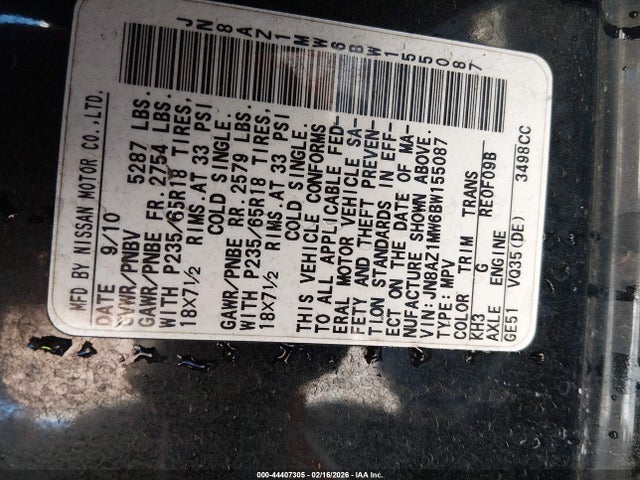 JN8AZ1MW6BW155087
MFD BY NISSAN MOTOR CO.,LTD.
DATE 9/10
GVWR/PNBV 5287 LBS.
GAWR/PNBE FR. 2754 LBS.
WITH P235/65R18 TIRES,
18X7 1/2 RIMS. AT 33 PSI
COLD SINGLE.
GAWR/PNBE RR. 2579 LBS.
WITH P235/65R18 TIRES,
18X7 1/2 RIMS. AT 33 PSI
COLD SINGLE.
THIS VEHICLE CONFORMS
TO ALL APPLICABLE FED-
ERAL MOTOR VEHICLE SA-
FETY AND THEFT PREVEN-
TION STANDARDS IN EFF-
ECT ON THE DATE OF MA-
NUFACTURE SHOWN ABOVE.
VIN:JN8AZ1MW6BW155087
TYPE: MPV
COLOR TRIM TRANS
KH3 G RE0F09B
AXLE ENGINE
GE51 VQ35(DE) 3498CC
000-44407305 - 02/16/2026 - IAA Inc.